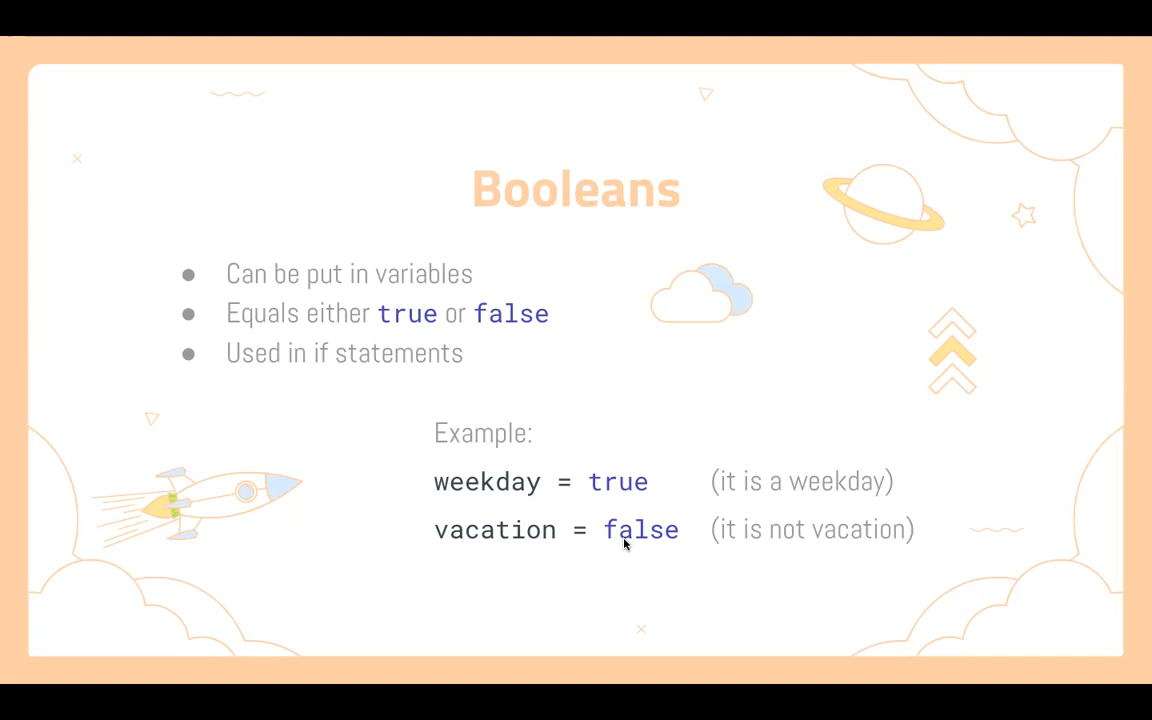 Booleans
● Can be put in variables
● Equals either true or false
● Used in if statements
Example:
weekday = true (it is a weekday)
vacation = false (it is not vacation)